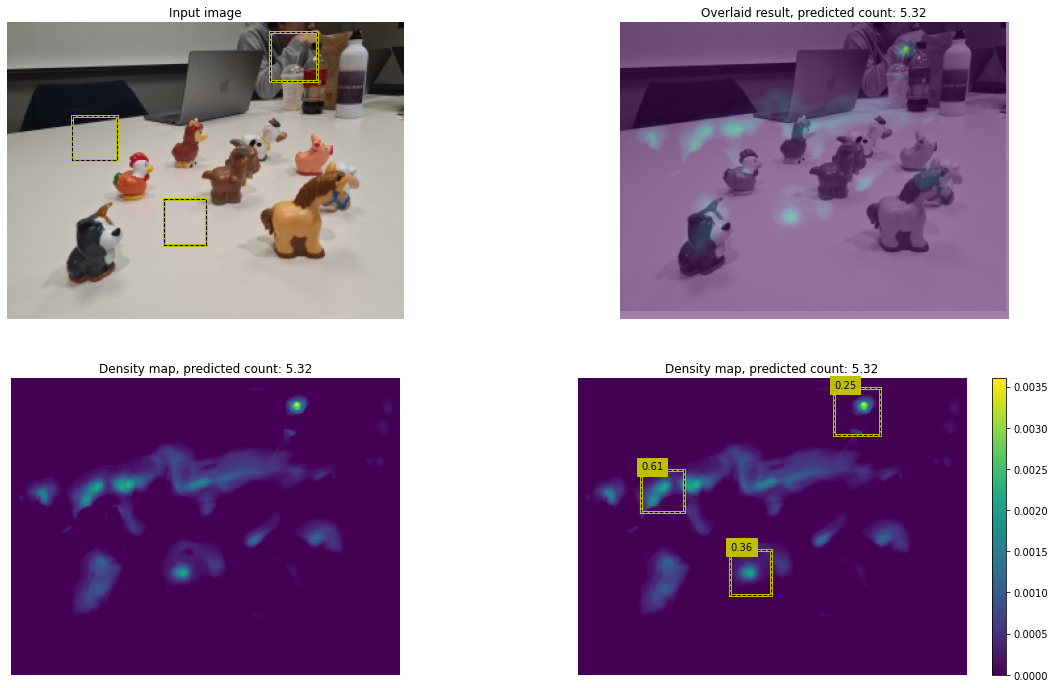 Input image
Overlaid result, predicted count: 5.32
Density map, predicted count: 5.32
Density map, predicted count: 5.32
0.25
0.61
0.36
0.0035
0.0030
0.0025
0.0020
0.0015
0.0010
0.0005
0.0000